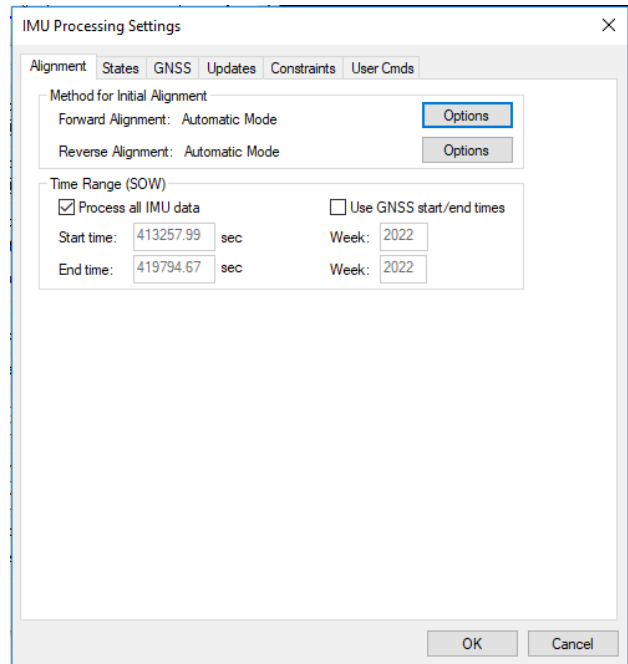 IMU Processing Settings
Alignment States GNSS Updates Constraints User Cmds
Method for Initial Alignment
Forward Alignment: Automatic Mode Options
Reverse Alignment: Automatic Mode Options
Time Range (SOW)
Process all IMU data Use GNSS start/end times
Start time: 413257.99 sec Week: 2022
End time: 419794.67 sec Week: 2022
OK Cancel